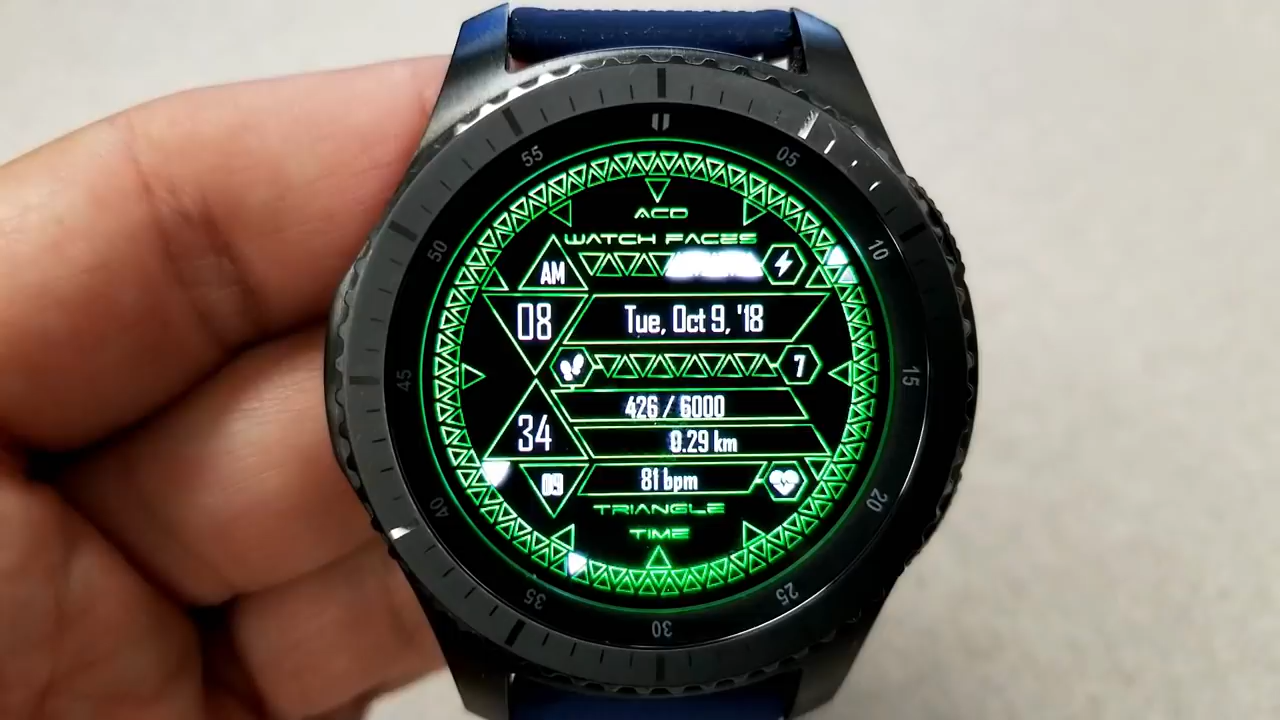 55
05
50
10
45
15
40
20
35
25
30
ACD
WATCH FACES
AM
08
Tue, Oct 9, '18
7
426 / 6000
34
0.29 km
81 bpm
TRIANGLE
TIME